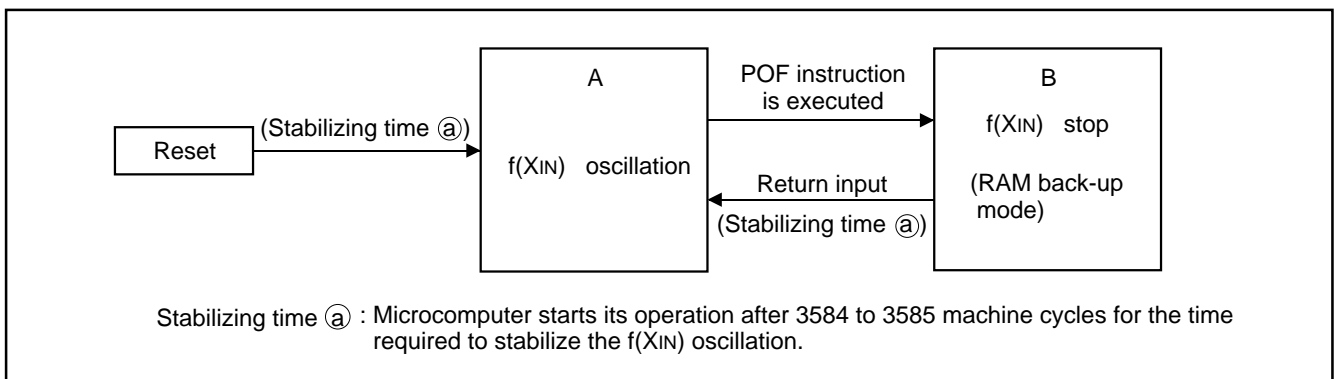 Reset
(Stabilizing time ⓐ)
A
f(XIN) oscillation
POF instruction
is executed
Return input
(Stabilizing time ⓐ)
B
f(XIN) stop
(RAM back-up
mode)
Stabilizing time ⓐ : Microcomputer starts its operation after 3584 to 3585 machine cycles for the time
required to stabilize the f(XIN) oscillation.